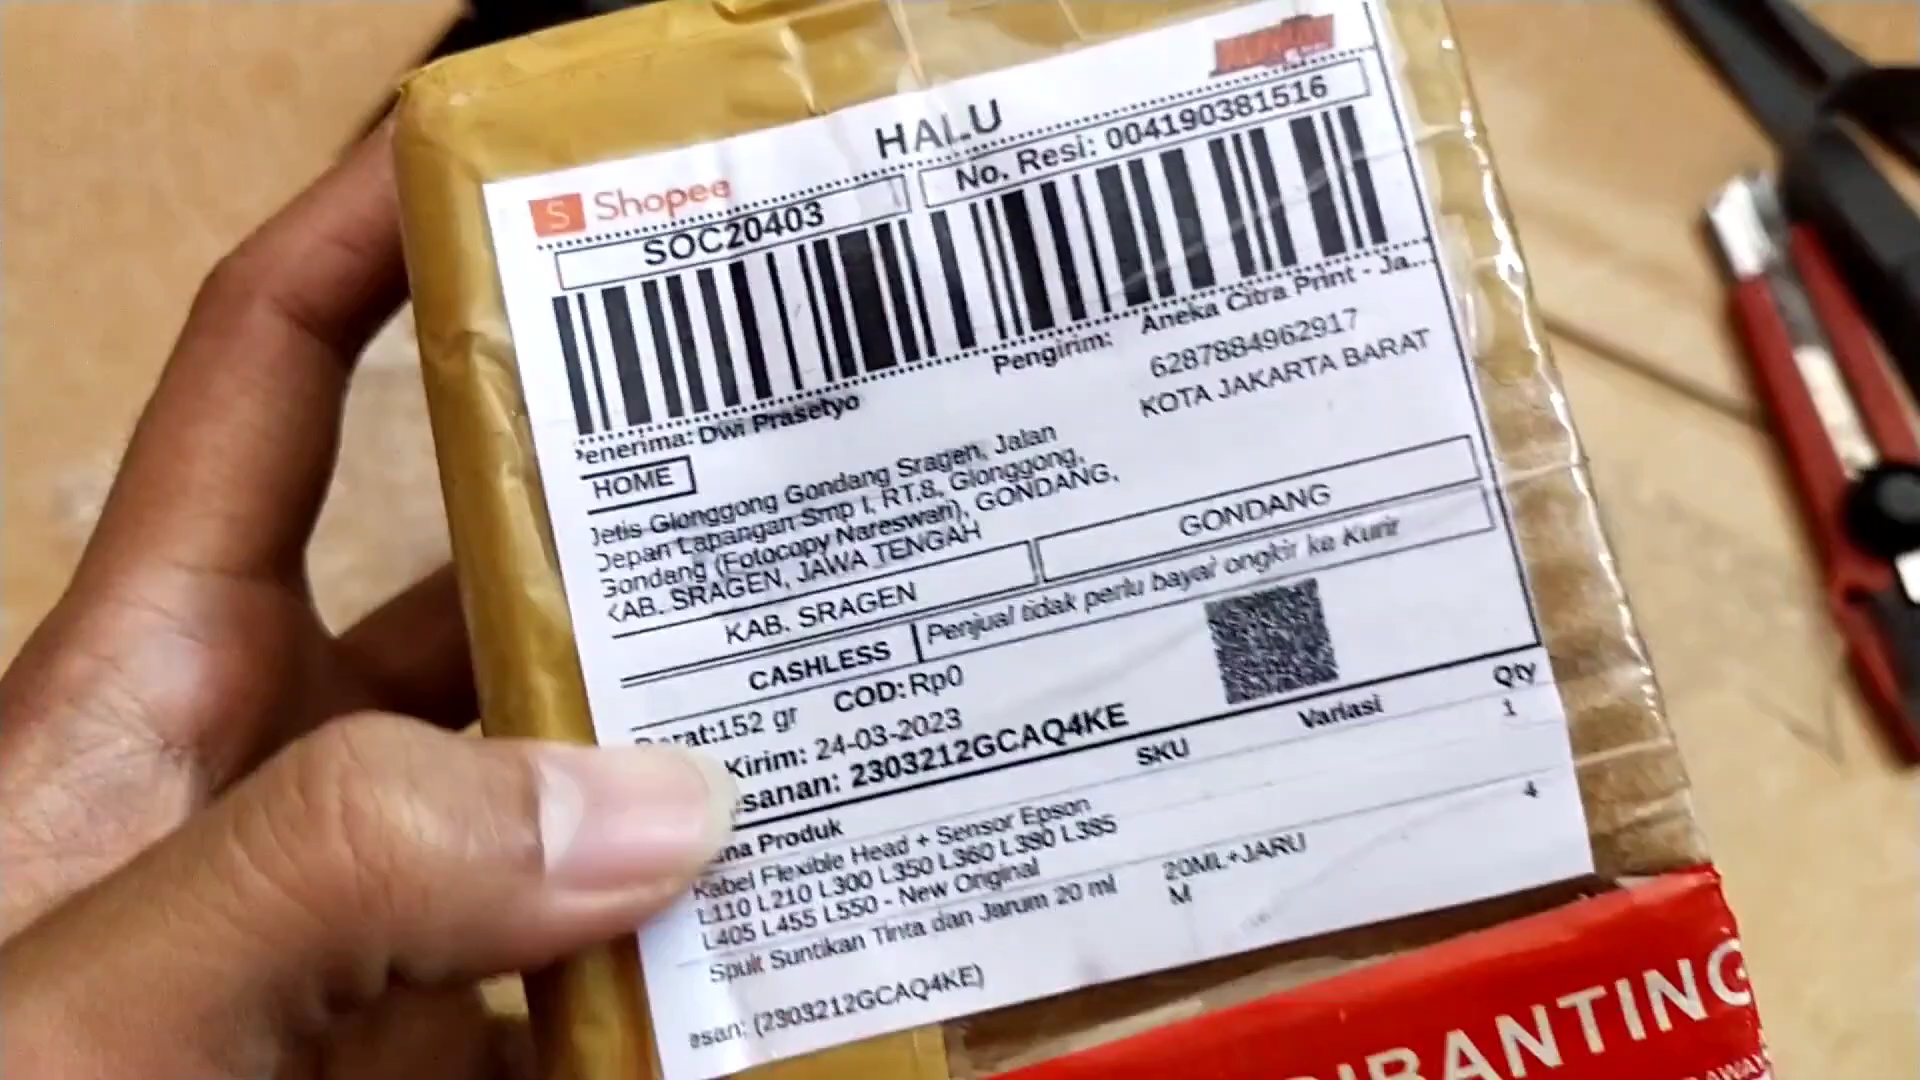 HALU
Shopee
SOC20403
No. Resi: 004190381516
Penerima: Dwi Prasetyo
Pengirim: Aneka Citra Print - Ja...
6287884962917
KOTA JAKARTA BARAT
HOME
Jetis Glonggong Gondang Sragen, Jalan
Depan Lapangan Smp I, RT.8, Glonggong,
Gondang (Fotocopy Nareswari), GONDANG,
KAB. SRAGEN, JAWA TENGAH
KAB. SRAGEN
GONDANG
CASHLESS
Penjual tidak perlu bayar ongkir ke Kurir
Berat:152 gr
COD:Rp0
Kirim: 24-03-2023
esanan: 2303212GCAQ4KE
ma Produk
SKU
Variasi
Qty
Kabel Flexible Head + Sensor Epson
L110 L210 L300 L350 L360 L380 L385
L405 L455 L550 - New Original
1
Spuit Suntikan Tinta dan Jarum 20 ml
20ML+JARU
M
4
esan: (2303212GCAQ4KE)
DIBANTING